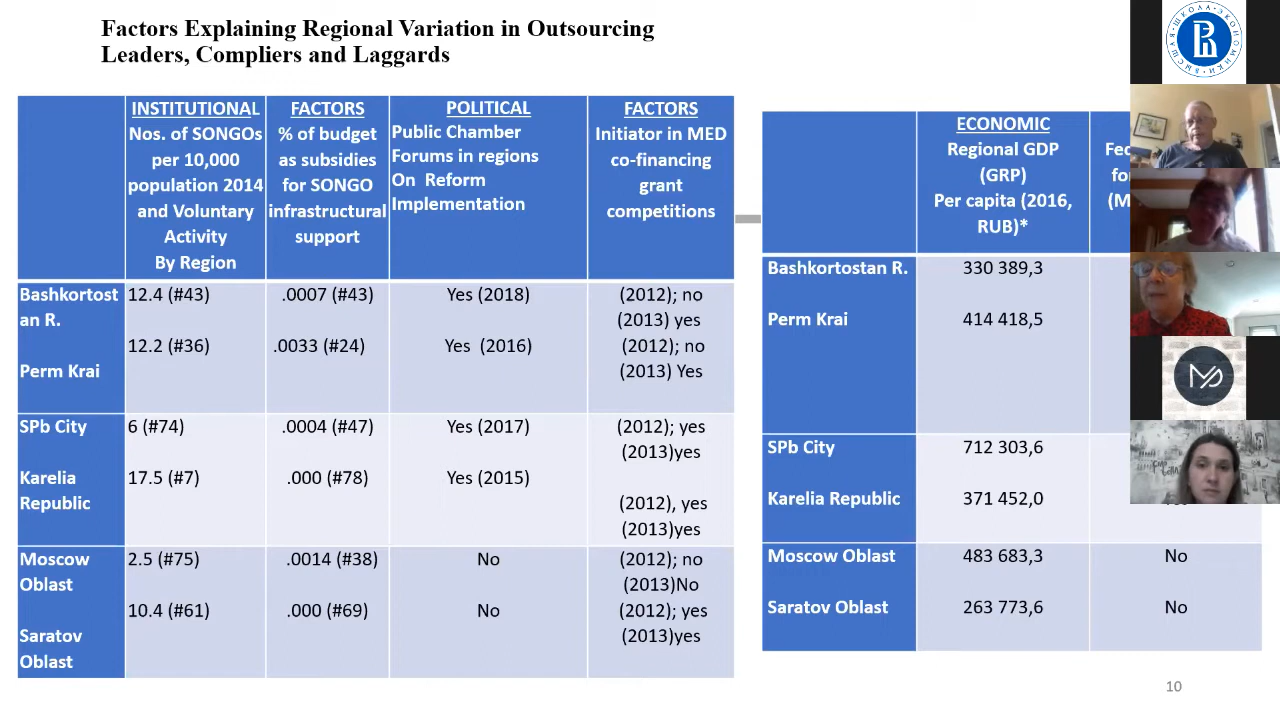 Factors Explaining Regional Variation in Outsourcing
Leaders, Compliers and Laggards
INSTITUTIONAL
Nos. of SONGOs
per 10,000
population 2014
and Voluntary
Activity
By Region
FACTORS
% of budget
as subsidies
for SONGO
infrastructural
support
POLITICAL
Public Chamber
Forums in regions
On Reform
Implementation
FACTORS
Initiator in MED
co-financing
grant
competitions
Bashkortost
an R.
Perm Krai
12.4 (#43)
12.2 (#36)
.0007 (#43)
.0033 (#24)
Yes (2018)
Yes (2016)
(2012); no
(2013) yes
(2012); no
(2013) Yes
SPb City
Karelia
Republic
6 (#74)
17.5 (#7)
.0004 (#47)
.000 (#78)
Yes (2017)
Yes (2015)
(2012); yes
(2013)yes
(2012), yes
(2013)yes
Moscow
Oblast
Saratov
Oblast
2.5 (#75)
10.4 (#61)
.0014 (#38)
.000 (#69)
No
No
(2012); no
(2013)No
(2012); yes
(2013)yes
ECONOMIC
Regional GDP
(GRP)
Per capita (2016,
RUB)*
Bashkortostan R.
330 389,3
Perm Krai
414 418,5
SPb City
712 303,6
Karelia Republic
371 452,0
Moscow Oblast
483 683,3
No
Saratov Oblast
263 773,6
No
10
ВЫСШАЯ ШКОЛА ЭКОНОМИКИ